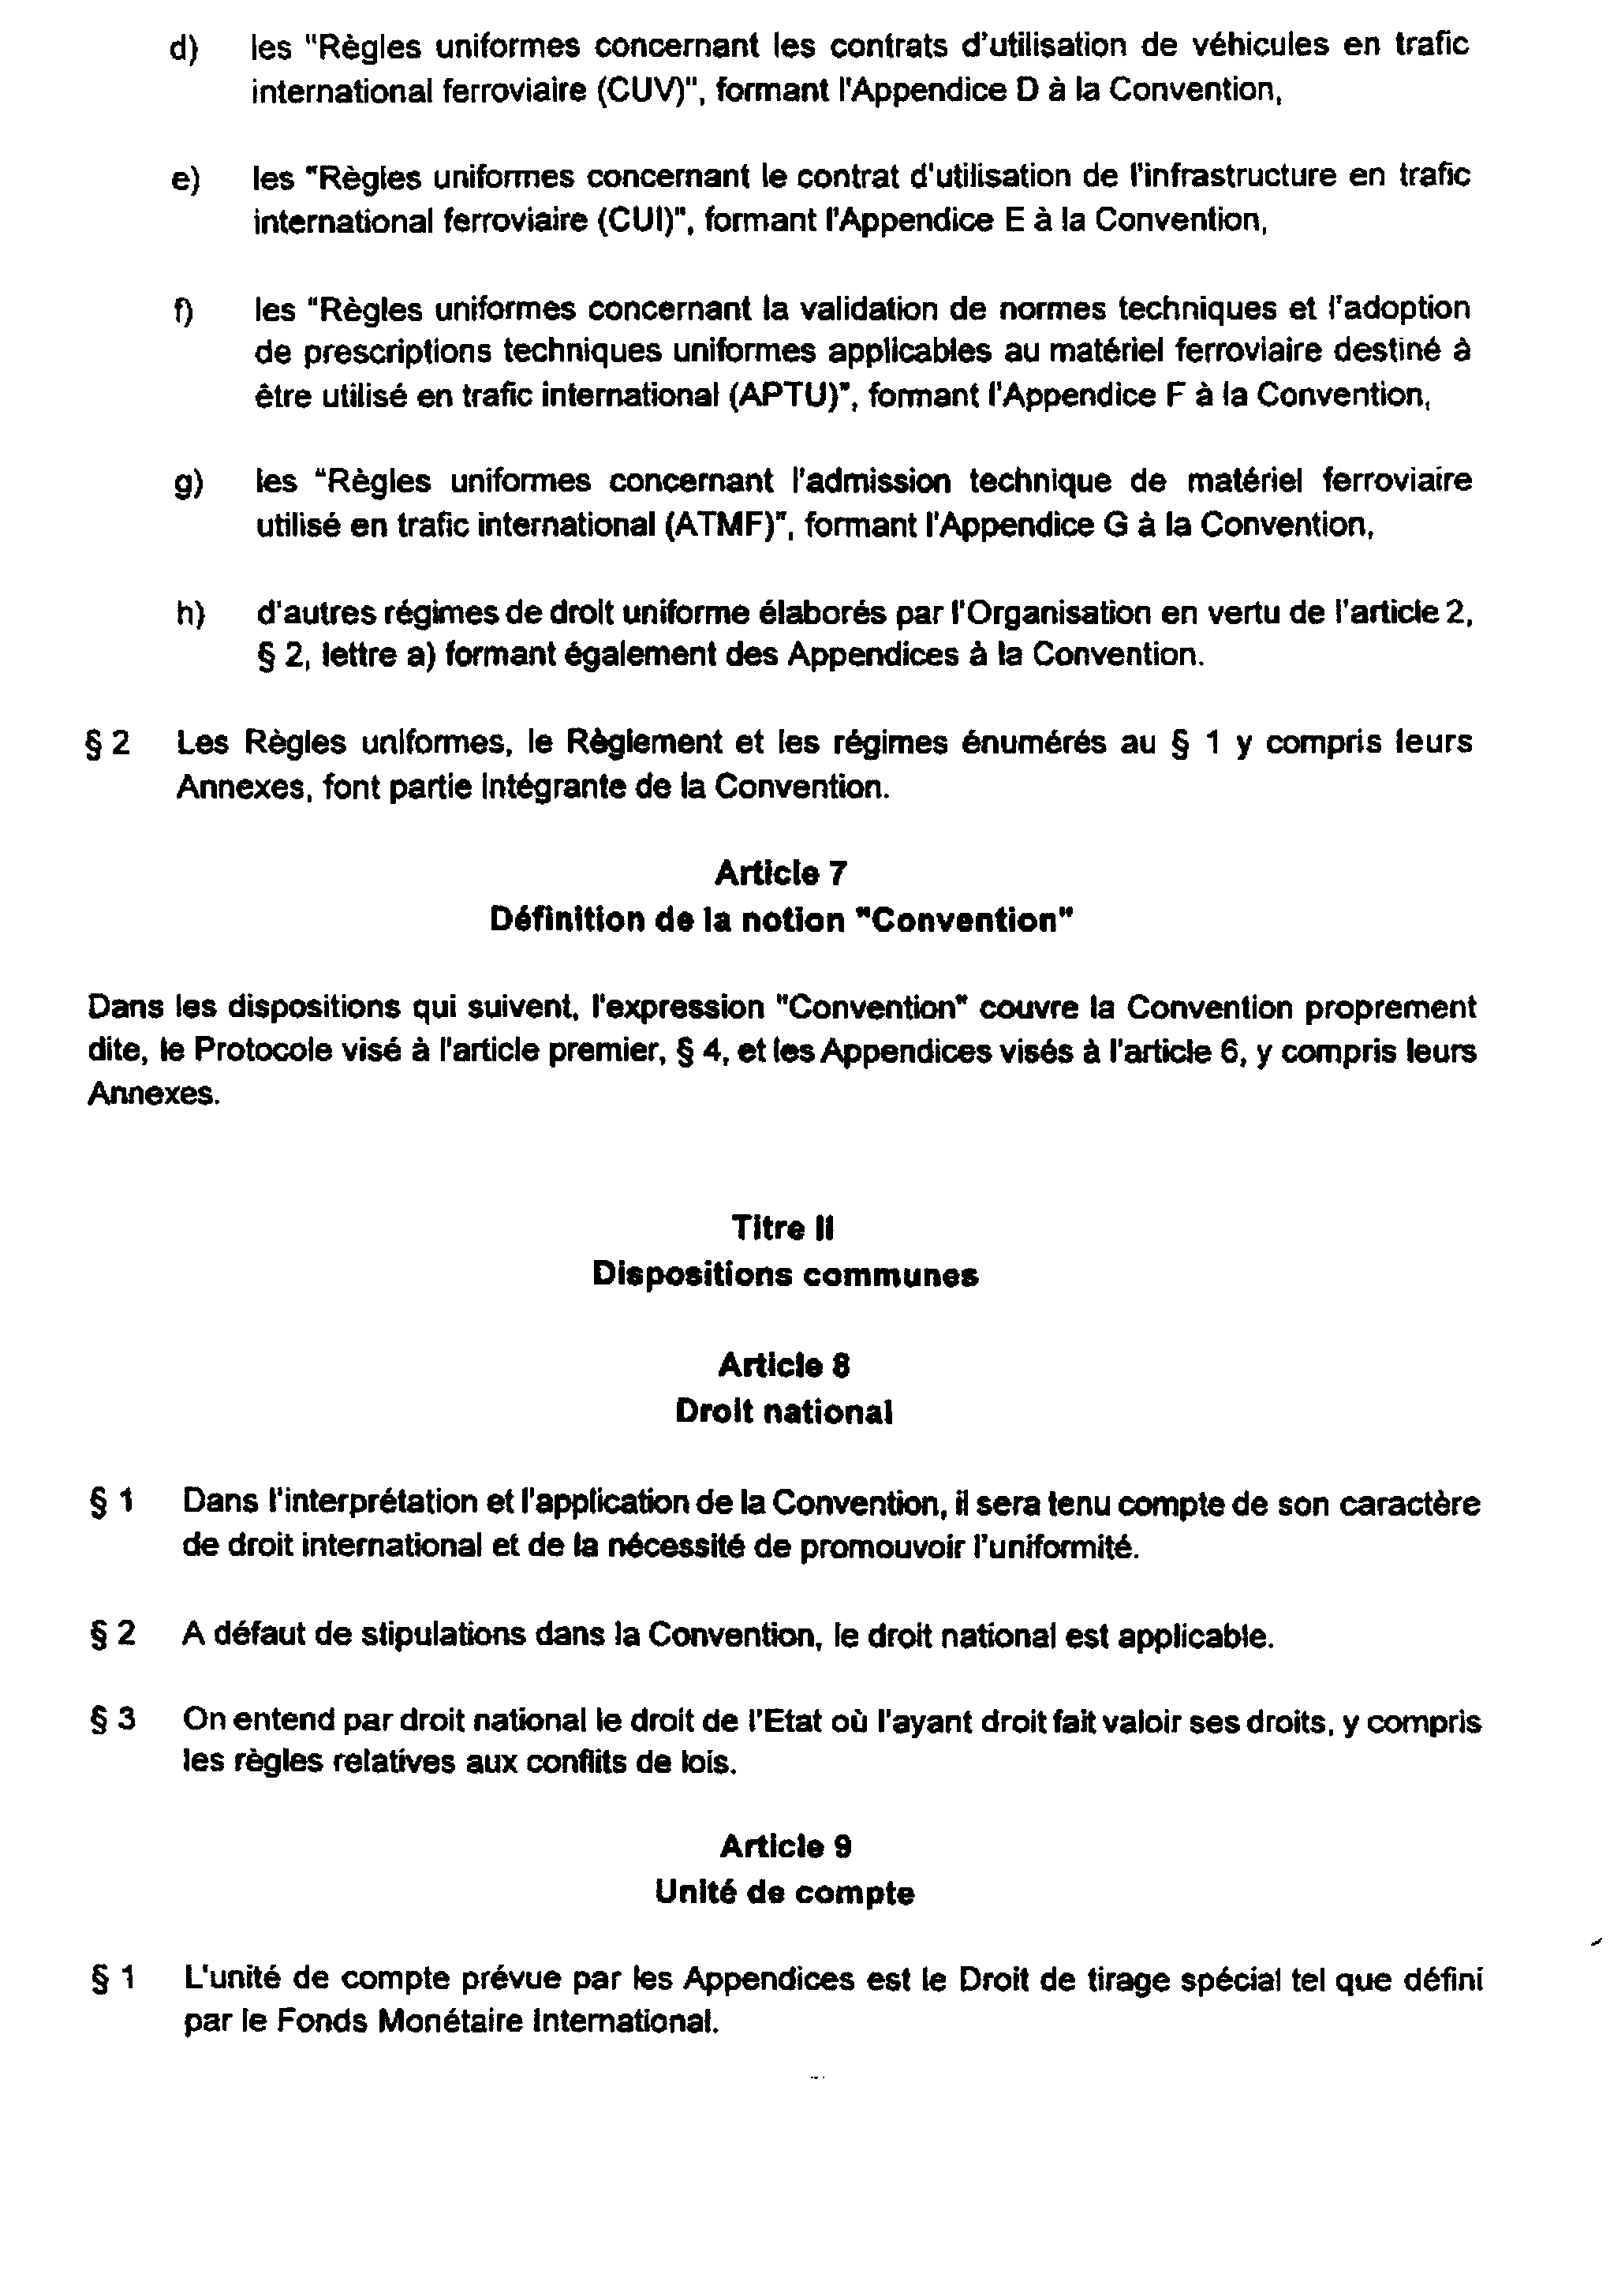 d) les "Règles uniformes concernant les contrats d'utilisation de véhicules en trafic
international ferroviaire (CUV)", formant l'Appendice D à la Convention,
e) les "Règles uniformes concernant le contrat d'utilisation de l'infrastructure en trafic
international ferroviaire (CUI)", formant l'Appendice E à la Convention,
f) les "Règles uniformes concernant la validation de normes techniques et l'adoption
de prescriptions techniques uniformes applicables au matériel ferroviaire destiné à
être utilisé en trafic international (APTU)", formant l'Appendice F à la Convention,
g) les "Règles uniformes concernant l'admission technique de matériel ferroviaire
utilisé en trafic international (ATMF)", formant l'Appendice G à la Convention,
h) d'autres régimes de droit uniforme élaborés par l'Organisation en vertu de l'article 2,
§ 2, lettre a) formant également des Appendices à la Convention.
§ 2 Les Règles uniformes, le Règlement et les régimes énumérés au § 1 y compris leurs
Annexes, font partie intégrante de la Convention.
Article 7
Définition de la notion "Convention"
Dans les dispositions qui suivent, l'expression "Convention" couvre la Convention proprement
dite, le Protocole visé à l'article premier, § 4, et les Appendices visés à l'article 6, y compris leurs
Annexes.
Titre II
Dispositions communes
Article 8
Droit national
§ 1 Dans l'interprétation et l'application de la Convention, il sera tenu compte de son caractère
de droit international et de la nécessité de promouvoir l'uniformité.
§ 2 A défaut de stipulations dans la Convention, le droit national est applicable.
§ 3 On entend par droit national le droit de l'Etat où l'ayant droit fait valoir ses droits, y compris
les règles relatives aux conflits de lois.
Article 9
Unité de compte
§ 1 L'unité de compte prévue par les Appendices est le Droit de tirage spécial tel que défini
par le Fonds Monétaire International.